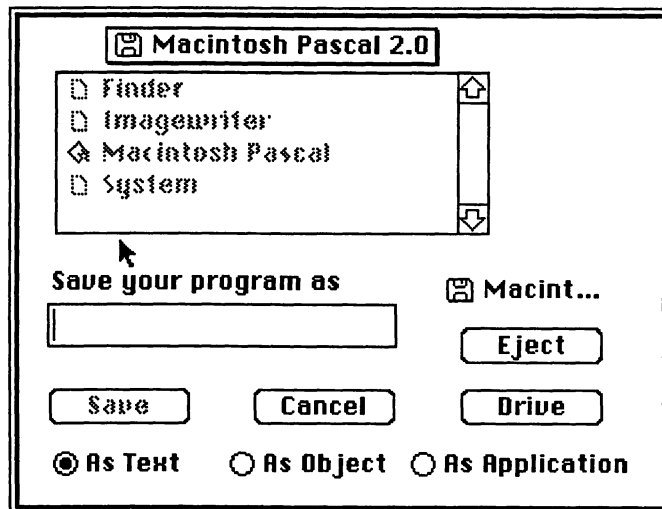 Macintosh Pascal 2.0
Finder
Imagewriter
Macintosh Pascal
System
Save your program as
Macint...
Eject
Save
Cancel
Drive
As Text
As Object
As Application